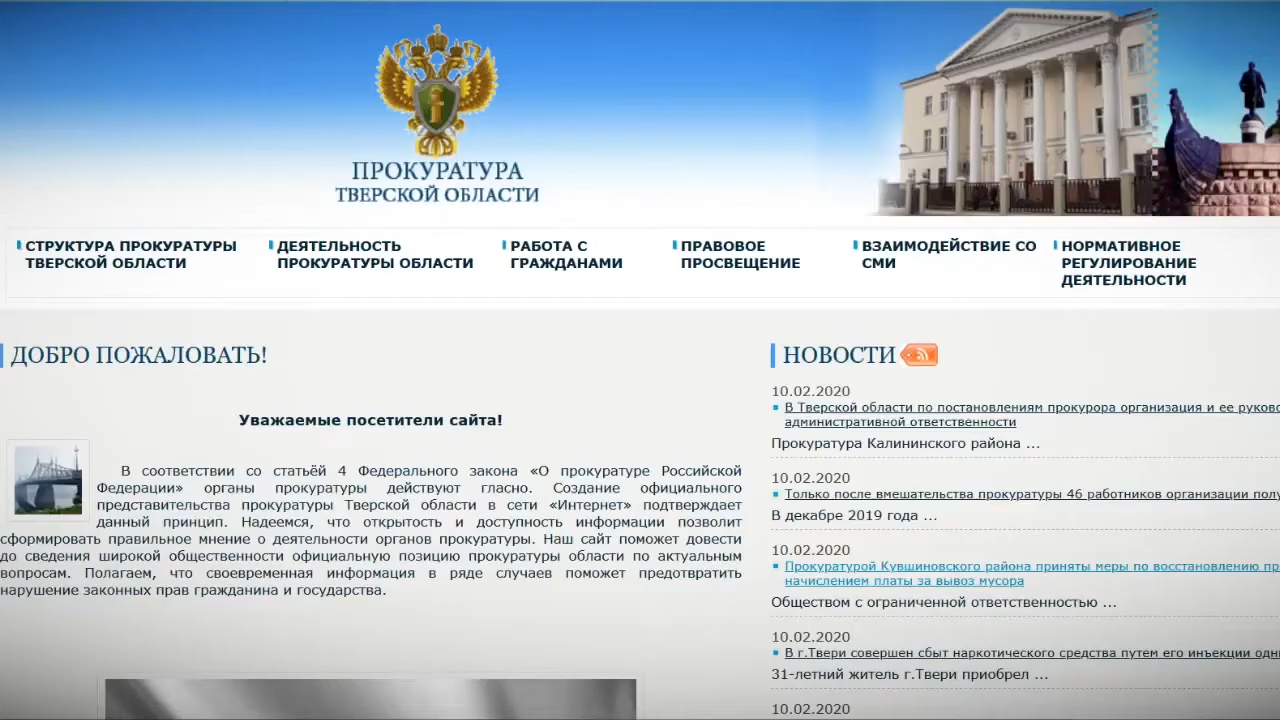 ПРОКУРАТУРА
ТВЕРСКОЙ ОБЛАСТИ
СТРУКТУРА ПРОКУРАТУРЫ
ТВЕРСКОЙ ОБЛАСТИ
ДЕЯТЕЛЬНОСТЬ
ПРОКУРАТУРЫ ОБЛАСТИ
РАБОТА С
ГРАЖДАНАМИ
ПРАВОВОЕ
ПРОСВЕЩЕНИЕ
ВЗАИМОДЕЙСТВИЕ СО
СМИ
НОРМАТИВНОЕ
РЕГУЛИРОВАНИЕ
ДЕЯТЕЛЬНОСТИ
ДОБРО ПОЖАЛОВАТЬ!
Уважаемые посетители сайта!
В соответствии со статьёй 4 Федерального закона «О прокуратуре Российской
Федерации» органы прокуратуры действуют гласно. Создание официального
представительства прокуратуры Тверской области в сети «Интернет» подтверждает
данный принцип. Надеемся, что открытость и доступность информации позволит
сформировать правильное мнение о деятельности органов прокуратуры. Наш сайт поможет довести
до сведения широкой общественности официальную позицию прокуратуры области по актуальным
вопросам. Полагаем, что своевременная информация в ряде случаев поможет предотвратить
нарушение законных прав гражданина и государства.
НОВОСТИ
10.02.2020
В Тверской области по постановлениям прокурора организация и ее руково
административной ответственности
Прокуратура Калининского района ...
10.02.2020
Только после вмешательства прокуратуры 46 работников организации полу
В декабре 2019 года ...
10.02.2020
Прокуратурой Кувшиновского района приняты меры по восстановлению пр
начислением платы за вывоз мусора
Обществом с ограниченной ответственностью ...
10.02.2020
В г.Твери совершен сбыт наркотического средства путем его инъекции одн
31-летний житель г.Твери приобрел ...
10.02.2020